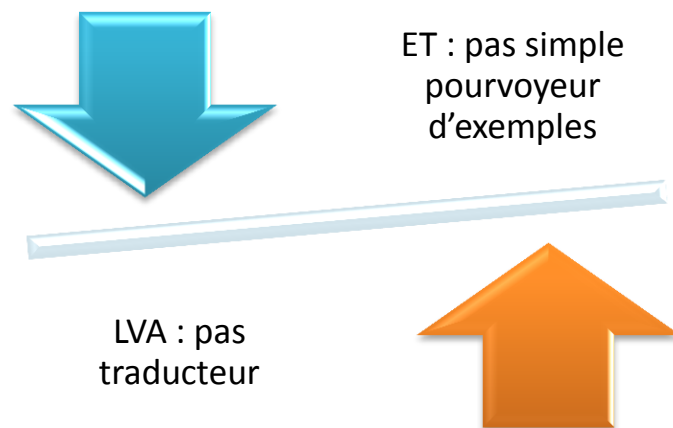 ET : pas simple
pourvoyeur
d’exemples
LVA : pas
traducteur